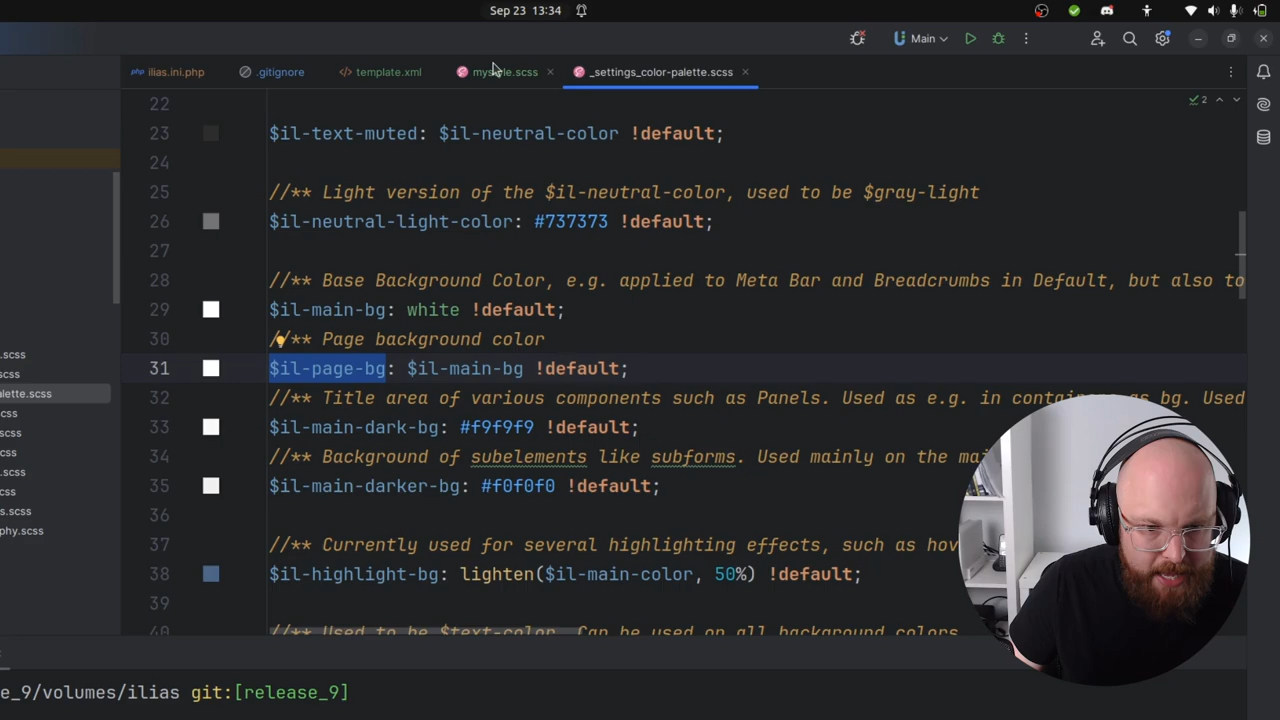 Sep 23 13:34
Main
ilias.ini.php
.gitignore
template.xml
_settings_color-palette.scss
2
22
23 $il-text-muted: $il-neutral-color !default;
24
25 //** Light version of the $il-neutral-color, used to be $gray-light
26 $il-neutral-light-color: #737373 !default;
27
28 //** Base Background Color, e.g. applied to Meta Bar and Breadcrumbs in Default, but also to
29 $il-main-bg: white !default;
30 //** Page background color
31 $il-page-bg: $il-main-bg !default;
32 //** Title area of various components such as Panels. Used as e.g. in containers as bg. Used
33 $il-main-dark-bg: #f9f9f9 !default;
34 //** Background of subelements like subforms. Used mainly on the
35 $il-main-darker-bg: #f0f0f0 !default;
36
37 //** Currently used for several highlighting effects, such as
38 $il-highlight-bg: lighten($il-main-color, 50%) !default;
39
40 //** Used to be $text-color. Can be used on all background colors
.scss
scss
alette.scss
css
.scss
css
.scss
css
s.scss
phy.scss
e_9/volumes/ilias git:[release_9]